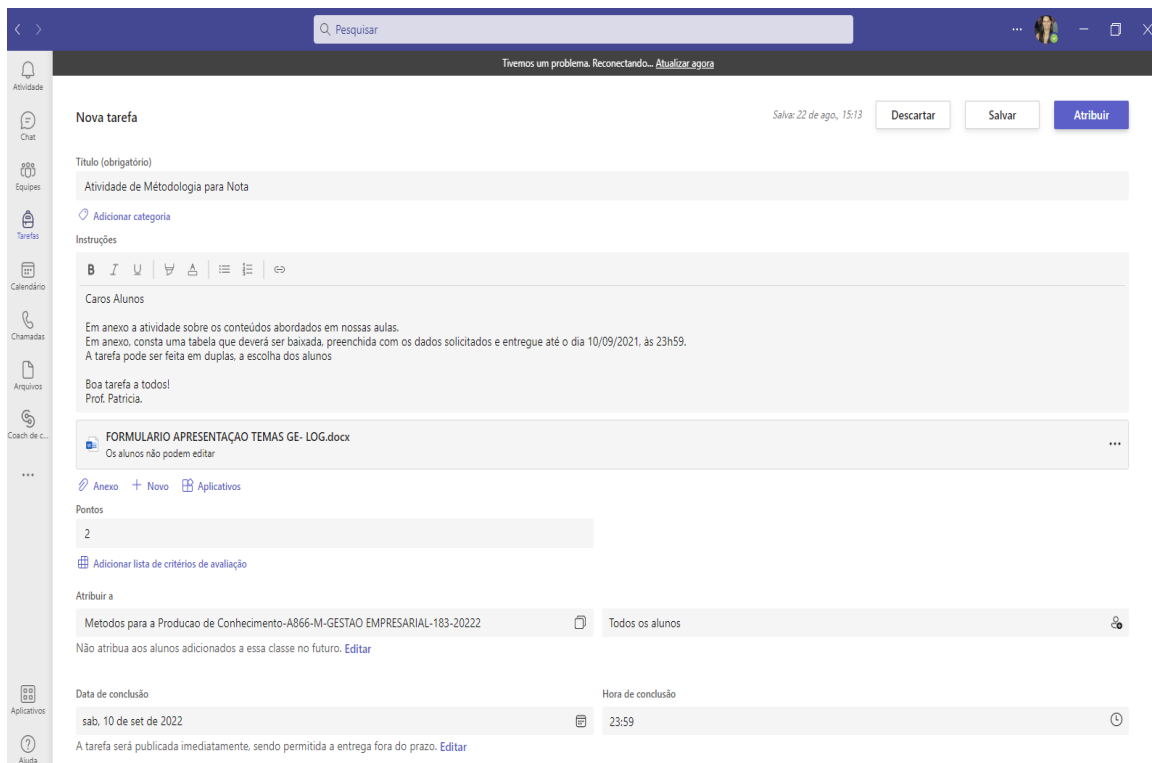 Pesquisar
Tivemos um problema. Reconectando... Atualizar agora
Atividade
Chat
Equipes
Tarefas
Calendário
Chamadas
Arquivos
Coach de c...
Aplicativos
Ajuda
Nova tarefa
Salva: 22 de ago., 15:13
Descartar
Salvar
Atribuir
Título (obrigatório)
Atividade de Métodologia para Nota
Adicionar categoria
Instruções
B I U A
Caros Alunos
Em anexo a atividade sobre os conteúdos abordados em nossas aulas.
Em anexo, consta uma tabela que deverá ser baixada, preenchida com os dados solicitados e entregue até o dia 10/09/2021, às 23h59.
A tarefa pode ser feita em duplas, a escolha dos alunos
Boa tarefa a todos!
Prof. Patricia.
FORMULARIO APRESENTAÇAO TEMAS GE- LOG.docx
Os alunos não podem editar
Anexo + Novo Aplicativos
Pontos
2
Adicionar lista de critérios de avaliação
Atribuir a
Metodos para a Producao de Conhecimento-A866-M-GESTAO EMPRESARIAL-183-20222
Todos os alunos
Não atribua aos alunos adicionados a essa classe no futuro. Editar
Data de conclusão
Hora de conclusão
sab, 10 de set de 2022
23:59
A tarefa será publicada imediatamente, sendo permitida a entrega fora do prazo. Editar